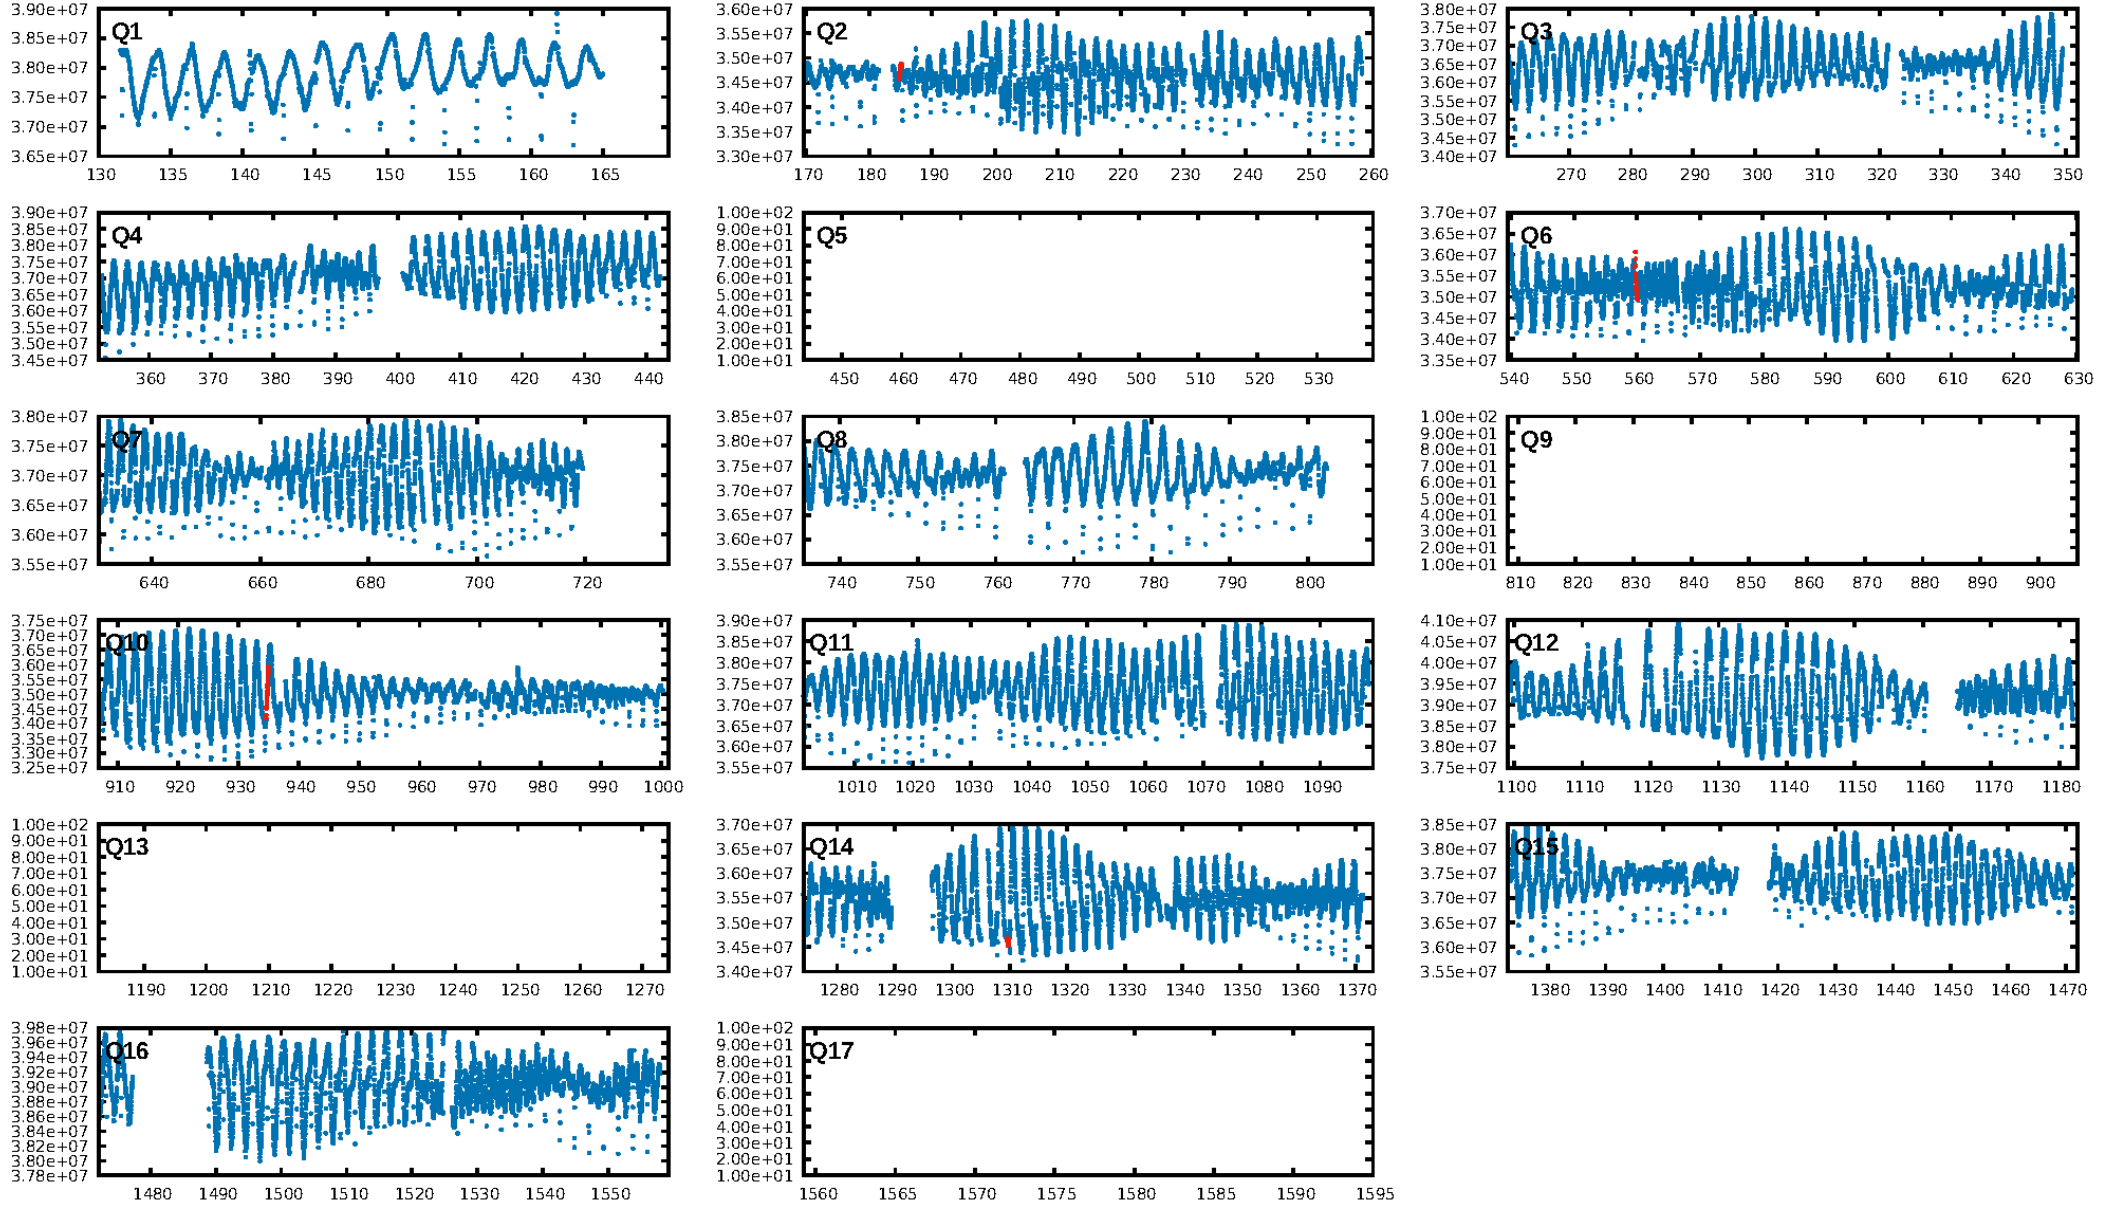 3.90e+07 3.85e+07 3.80e+07 3.75e+07 3.70e+07 3.65e+07
Q1
130 135 140 145 150 155 160 165
3.60e+07 3.55e+07 3.50e+07 3.45e+07 3.40e+07 3.35e+07 3.30e+07
Q2
170 180 190 200 210 220 230 240 250 260
3.80e+07 3.75e+07 3.70e+07 3.65e+07 3.60e+07 3.55e+07 3.50e+07 3.45e+07 3.40e+07
Q3
270 280 290 300 310 320 330 340 350
3.90e+07 3.85e+07 3.80e+07 3.75e+07 3.70e+07 3.65e+07 3.60e+07 3.55e+07 3.50e+07 3.45e+07
Q4
360 370 380 390 400 410 420 430 440
1.00e+02 9.00e+01 8.00e+01 7.00e+01 6.00e+01 5.00e+01 4.00e+01 3.00e+01 2.00e+01 1.00e+01
Q5
450 460 470 480 490 500 510 520 530
3.70e+07 3.65e+07 3.60e+07 3.55e+07 3.50e+07 3.45e+07 3.40e+07 3.35e+07
Q6
540 550 560 570 580 590 600 610 620 630
3.80e+07 3.75e+07 3.70e+07 3.65e+07 3.60e+07 3.55e+07
Q7
640 660 680 700 720
3.85e+07 3.80e+07 3.75e+07 3.70e+07 3.65e+07 3.60e+07 3.55e+07
Q8
740 750 760 770 780 790 800
1.00e+02 9.00e+01 8.00e+01 7.00e+01 6.00e+01 5.00e+01 4.00e+01 3.00e+01 2.00e+01 1.00e+01
Q9
810 820 830 840 850 860 870 880 890 900
3.75e+07 3.70e+07 3.65e+07 3.60e+07 3.55e+07 3.50e+07 3.45e+07 3.40e+07 3.35e+07 3.30e+07 3.25e+07
Q10
910 920 930 940 950 960 970 980 990 1000
3.90e+07 3.85e+07 3.80e+07 3.75e+07 3.70e+07 3.65e+07 3.60e+07 3.55e+07
Q11
1010 1020 1030 1040 1050 1060 1070 1080 1090
4.10e+07 4.05e+07 4.00e+07 3.95e+07 3.90e+07 3.85e+07 3.80e+07 3.75e+07
Q12
1100 1110 1120 1130 1140 1150 1160 1170 1180
1.00e+02 9.00e+01 8.00e+01 7.00e+01 6.00e+01 5.00e+01 4.00e+01 3.00e+01 2.00e+01 1.00e+01
Q13
1190 1200 1210 1220 1230 1240 1250 1260 1270
3.70e+07 3.65e+07 3.60e+07 3.55e+07 3.50e+07 3.45e+07 3.40e+07
Q14
1280 1290 1300 1310 1320 1330 1340 1350 1360 1370
3.85e+07 3.80e+07 3.75e+07 3.70e+07 3.65e+07 3.60e+07 3.55e+07
Q15
1380 1390 1400 1410 1420 1430 1440 1450 1460 1470
3.98e+07 3.96e+07 3.94e+07 3.92e+07 3.90e+07 3.88e+07 3.86e+07 3.84e+07 3.82e+07 3.80e+07 3.78e+07
Q16
1480 1490 1500 1510 1520 1530 1540 1550
1.00e+02 9.00e+01 8.00e+01 7.00e+01 6.00e+01 5.00e+01 4.00e+01 3.00e+01 2.00e+01 1.00e+01
Q17
1560 1565 1570 1575 1580 1585 1590 1595